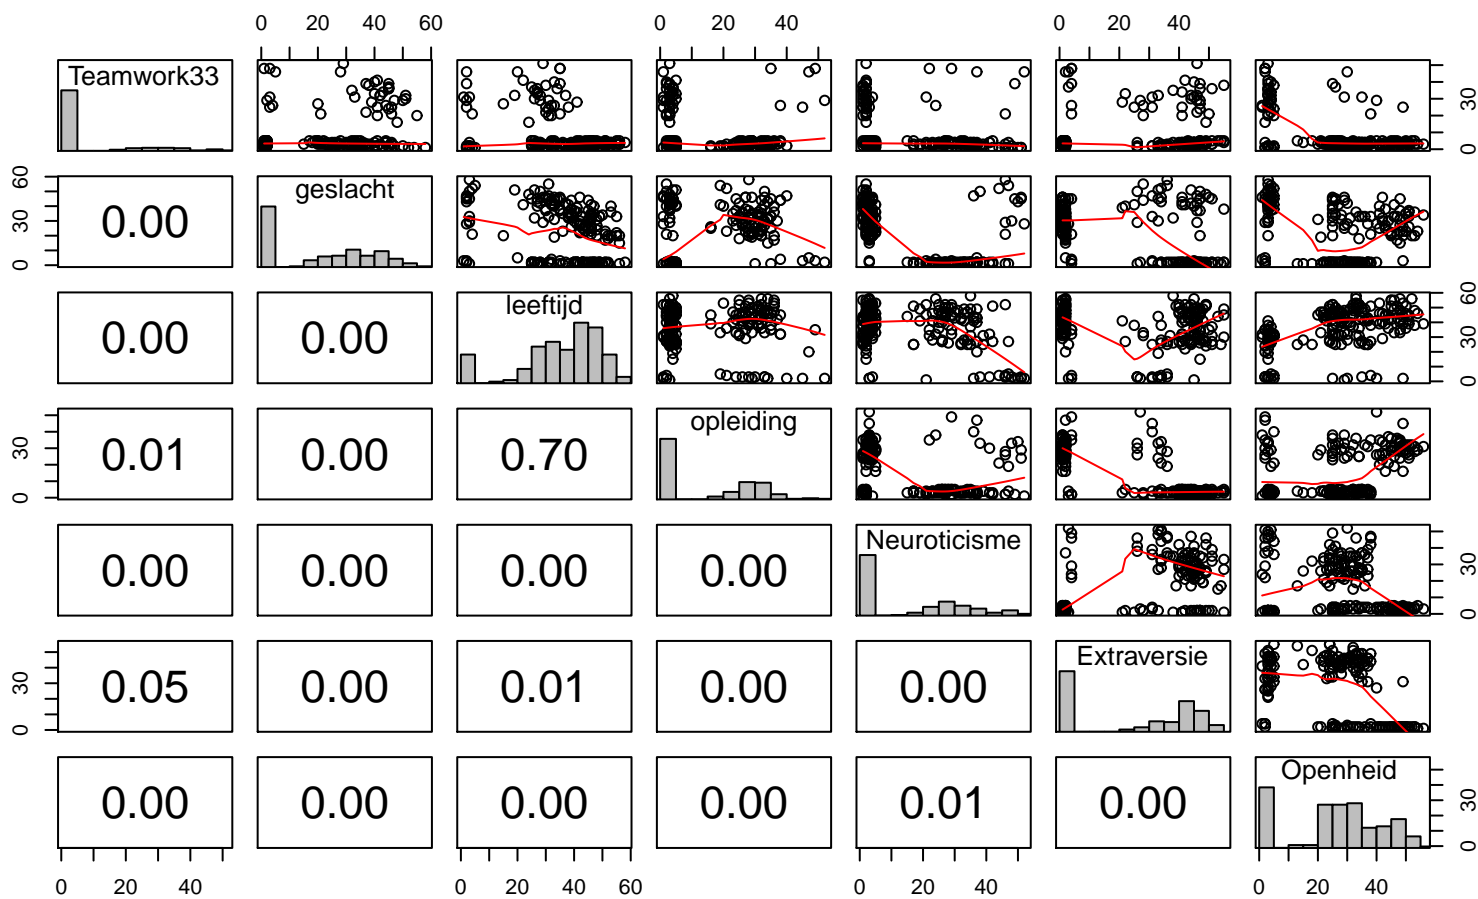 0 20 40 60 0 20 40 0 20 40
Teamwork33
0 30
0 30 60
geslacht
0.00
leeftijd
0.00 0.00
0 30 60
0 30
opleiding
0.01 0.00 0.70
Neuroticisme
0.00 0.00 0.00 0.00
0 30
0 30
Extraversie
0.05 0.00 0.01 0.00 0.00
Openheid
0.00 0.00 0.00 0.00 0.01 0.00
0 30
0 20 40 0 20 40 60 0 20 40 0 20 40